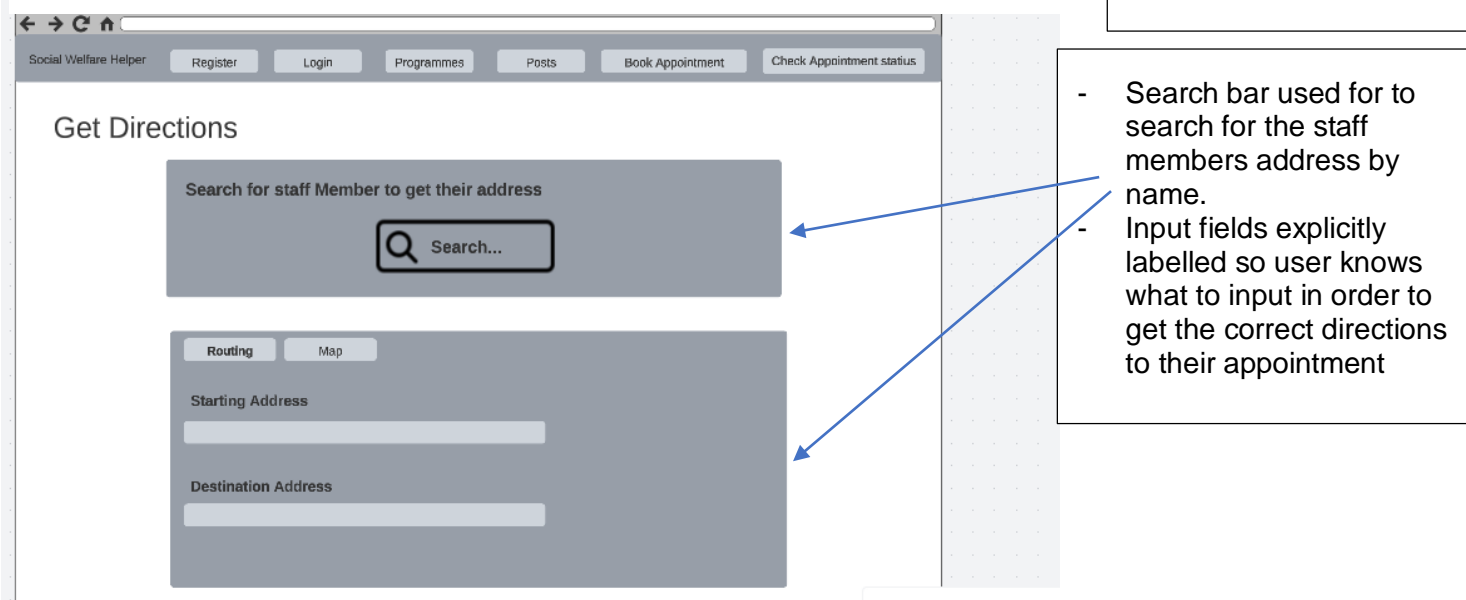 Social Welfare Helper Register Login Programmes Posts Book Appointment Check Appointment statius
Get Directions
Search for staff Member to get their address
Search...
Routing Map
Starting Address
Destination Address
- Search bar used for to
search for the staff
members address by
name.
- Input fields explicitly
labelled so user knows
what to input in order to
get the correct directions
to their appointment